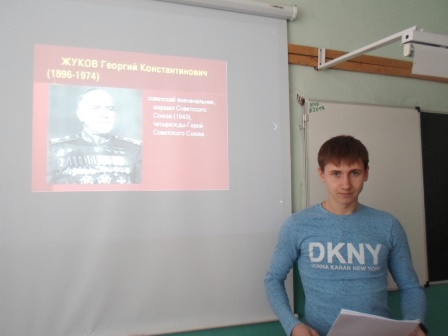 ЖУКОВ Георгий Константинович
(1896-1974)
советский военачальник,
маршал Советского
Союза (1943),
четырежды Герой
Советского Союза
DKNY
DONNA KARAN NEW YORK